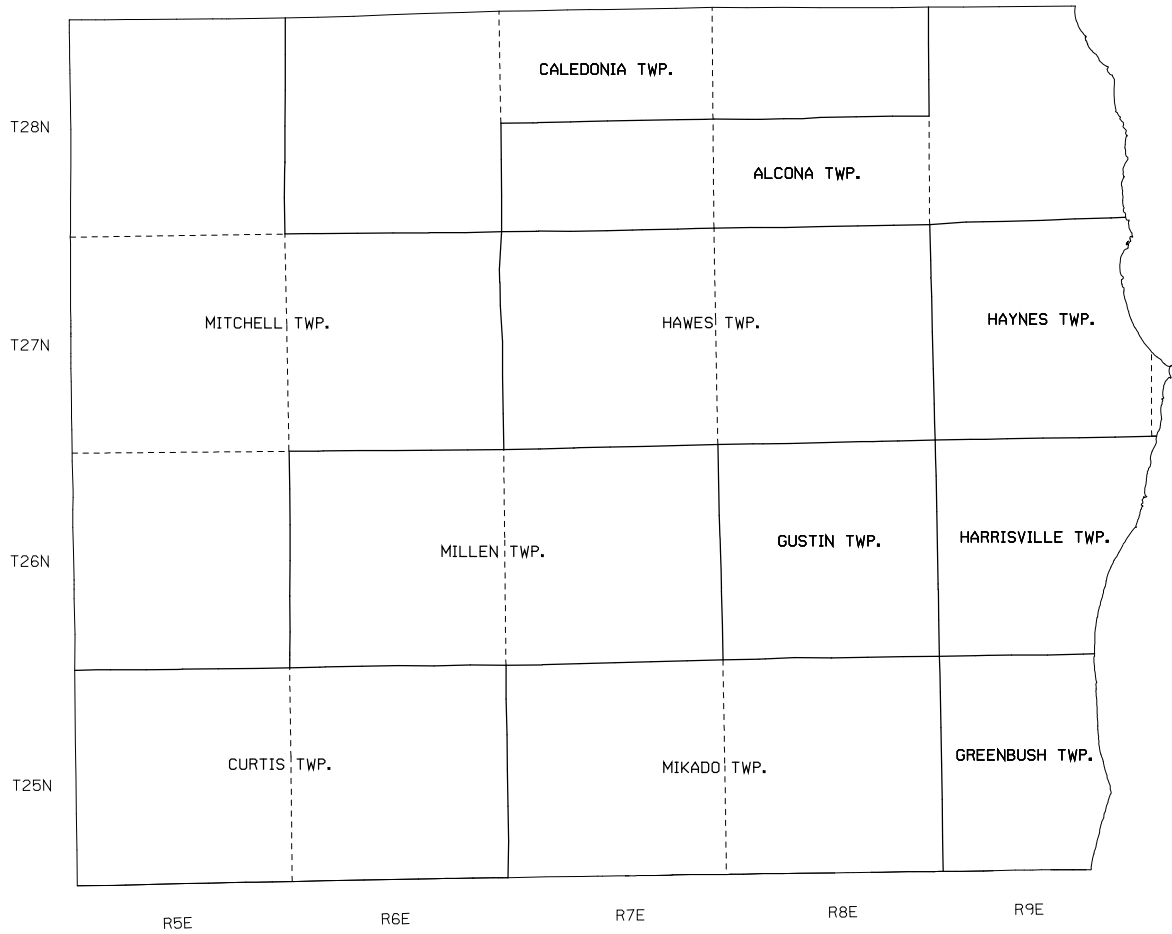 CALEDONIA TWP.
T28N
ALCONA TWP.
MITCHELL TWP.
HAWES TWP.
HAYNES TWP.
T27N
MILLEN TWP.
GUSTIN TWP.
HARRISVILLE TWP.
T26N
CURTIS TWP.
MIKADO TWP.
GREENBUSH TWP.
T25N
R5E
R6E
R7E
R8E
R9E